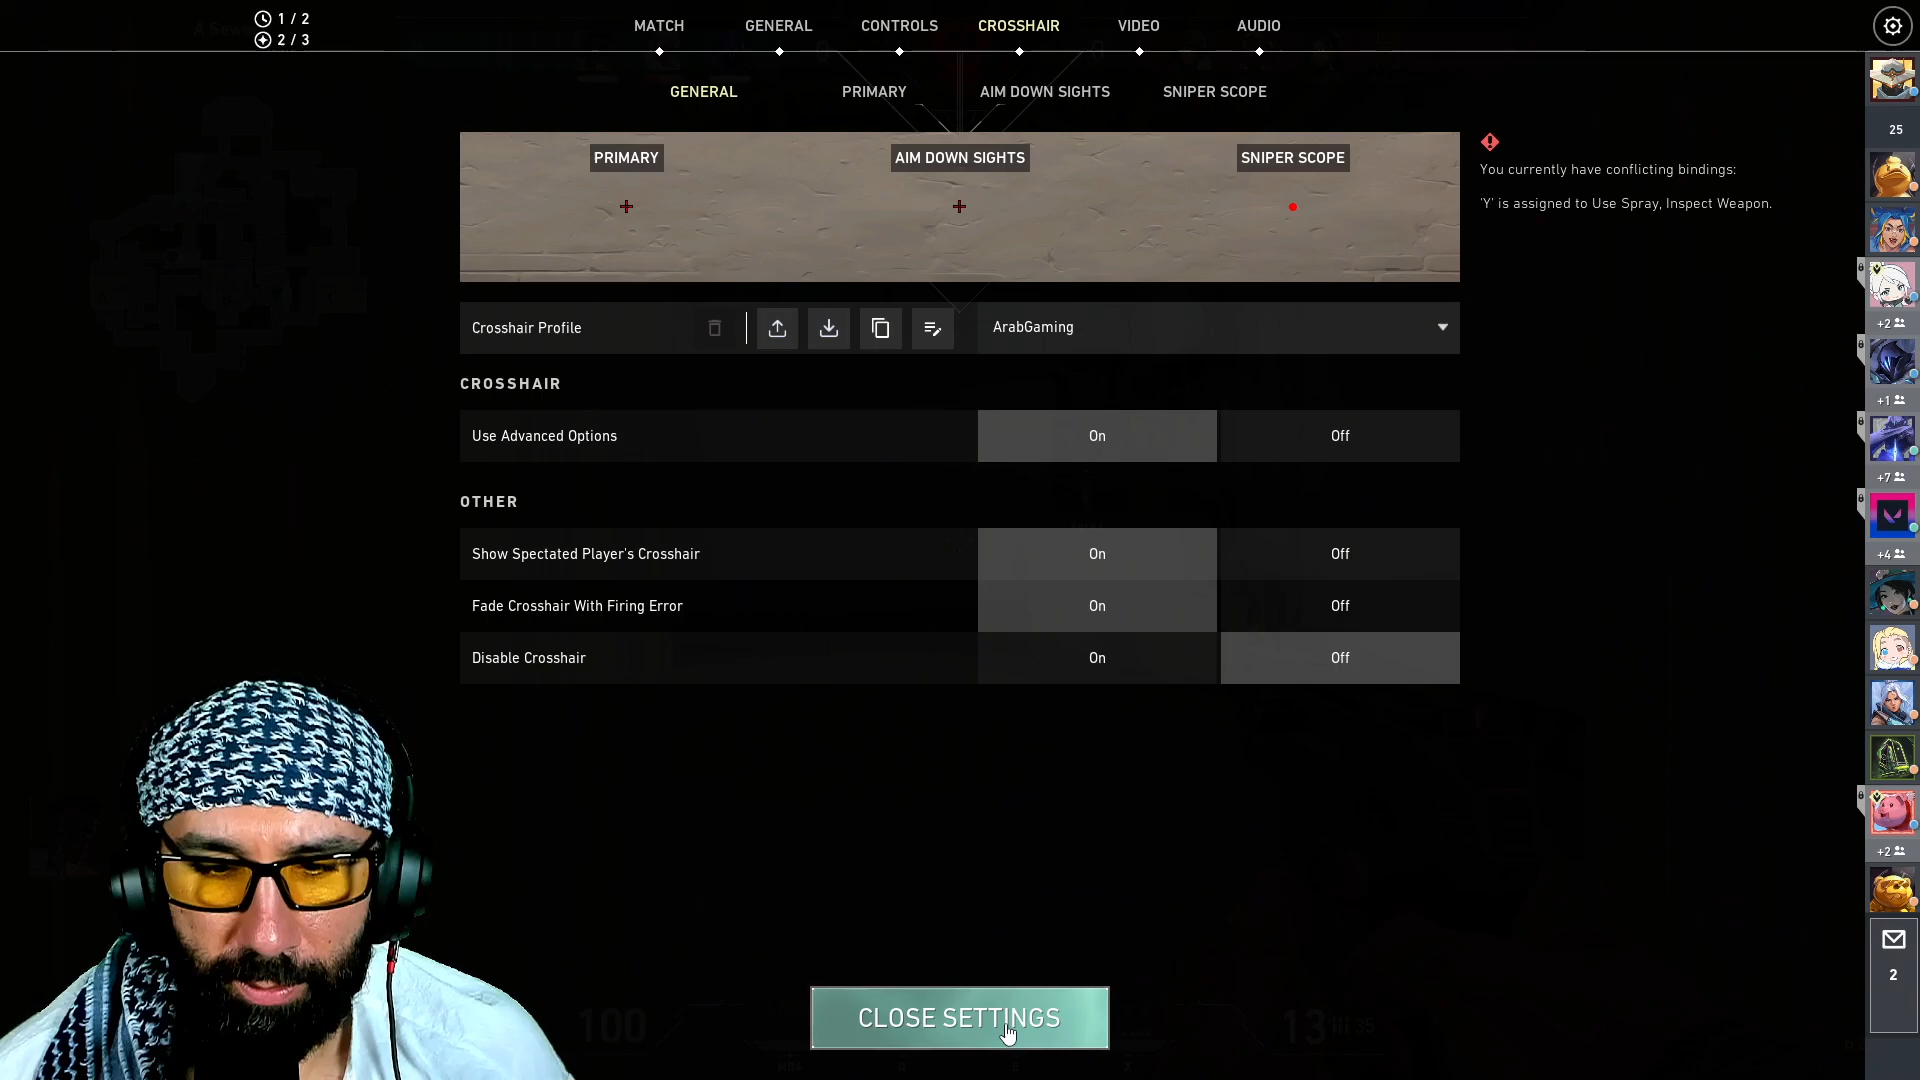 1 / 2
2 / 3
MATCH
GENERAL
CONTROLS
CROSSHAIR
VIDEO
AUDIO
GENERAL
PRIMARY
AIM DOWN SIGHTS
SNIPER SCOPE
PRIMARY
AIM DOWN SIGHTS
SNIPER SCOPE
You currently have conflicting bindings:
'Y' is assigned to Use Spray, Inspect Weapon.
Crosshair Profile
ArabGaming
CROSSHAIR
Use Advanced Options
On
Off
OTHER
Show Spectated Player's Crosshair
On
Off
Fade Crosshair With Firing Error
On
Off
Disable Crosshair
On
Off
CLOSE SETTINGS
100
13
35
25
+2
+1
+7
+4
+2
2